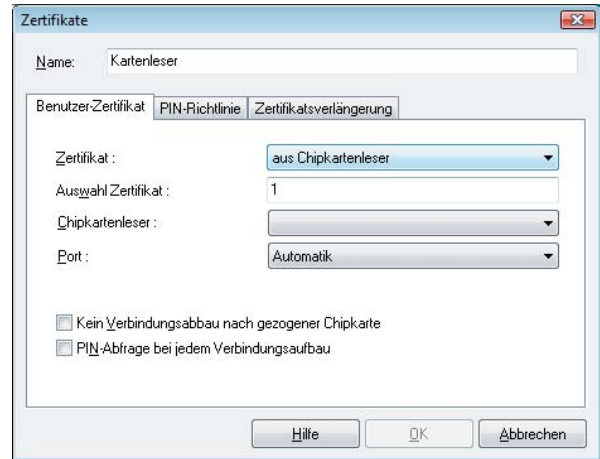 Zertifikate
Name: Kartenleser
Benutzer-Zertifikat PIN-Richtlinie Zertifikatsverlängerung
Zertifikat : aus Chipkartenleser
Auswahl Zertifikat : 1
Chipkartenleser :
Port : Automatik
Kein Verbindungsabbau nach gezogener Chipkarte
PIN-Abfrage bei jedem Verbindungsaufbau
Hilfe OK Abbrechen